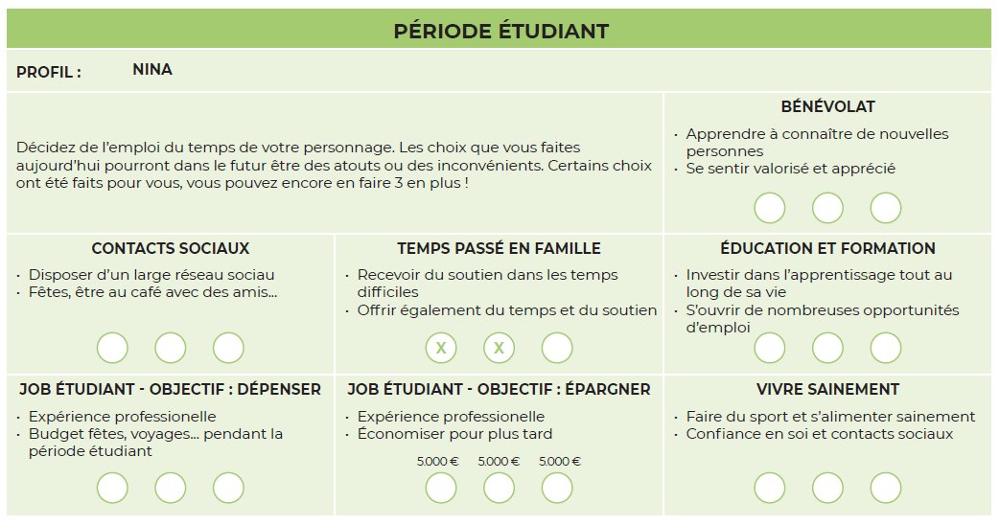 PÉRIODE ÉTUDIANT
PROFIL : NINA
Décidez de l'emploi du temps de votre personnage. Les choix que vous faites
aujourd'hui pourront dans le futur être des atouts ou des inconvénients. Certains choix
ont été faits pour vous, vous pouvez encore en faire 3 en plus !
BÉNÉVOLAT
· Apprendre à connaître de nouvelles
personnes
· Se sentir valorisé et apprécié
CONTACTS SOCIAUX
· Disposer d'un large réseau sociau
· Fêtes, être au café avec des amis...
TEMPS PASSÉ EN FAMILLE
· Recevoir du soutien dans les temps
difficiles
· Offrir également du temps et du soutien
X X
ÉDUCATION ET FORMATION
· Investir dans l'apprentissage tout au
long de sa vie
· S'ouvrir de nombreuses opportunités
d'emploi
JOB ÉTUDIANT - OBJECTIF : DÉPENSER
· Expérience professionelle
· Budget fêtes, voyages... pendant la
période étudiant
JOB ÉTUDIANT - OBJECTIF : ÉPARGNER
· Expérience professionelle
· Économiser pour plus tard
5.000 € 5.000 € 5.000 €
VIVRE SAINEMENT
· Faire du sport et s'alimenter sainement
· Confiance en soi et contacts sociaux